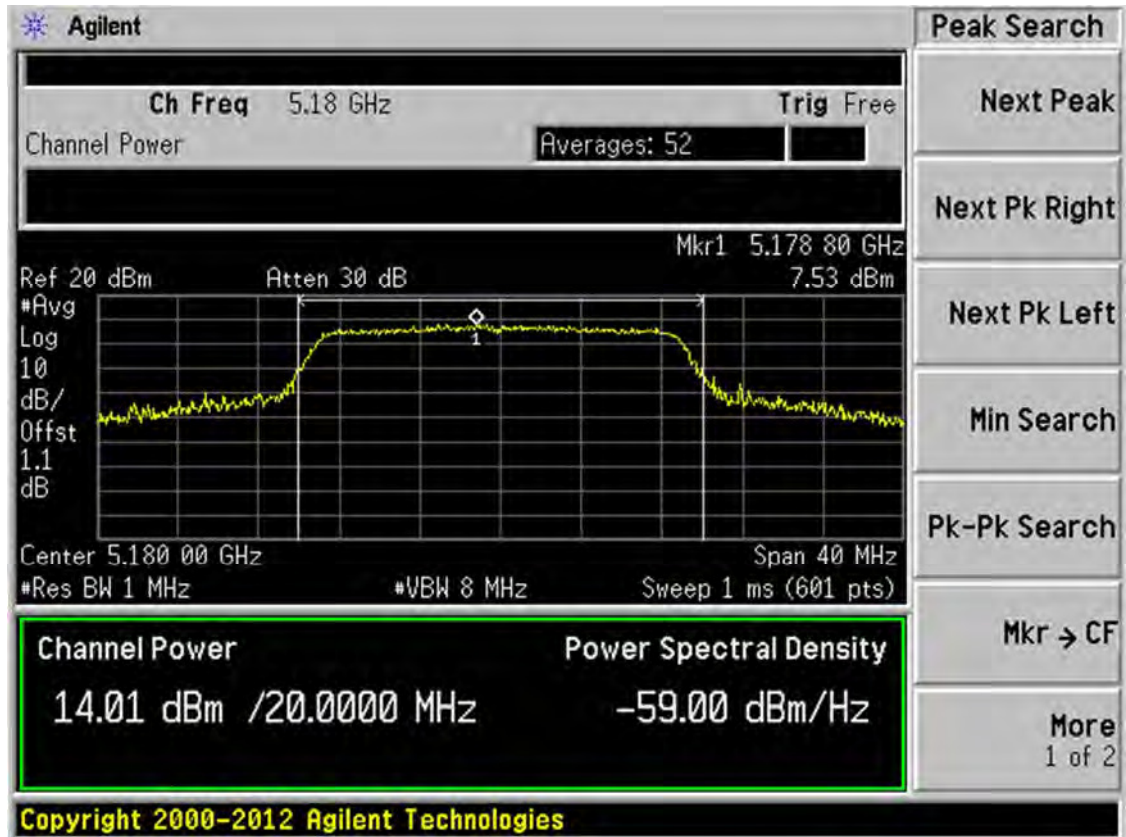 Agilent
Peak Search
Ch Freq 5.18 GHz
Trig Free
Channel Power
Averages: 52
Mkr1 5.178 80 GHz
Ref 20 dBm
Atten 30 dB
7.53 dBm
#Avg
Log
10
dB/
Offst
1.1
dB
1
Center 5.180 00 GHz
Span 40 MHz
#Res BW 1 MHz
#VBW 8 MHz
Sweep 1 ms (601 pts)
Channel Power
Power Spectral Density
14.01 dBm /20.0000 MHz
-59.00 dBm/Hz
Next Peak
Next Pk Right
Next Pk Left
Min Search
Pk-Pk Search
Mkr → CF
More
1 of 2
Copyright 2000-2012 Agilent Technologies